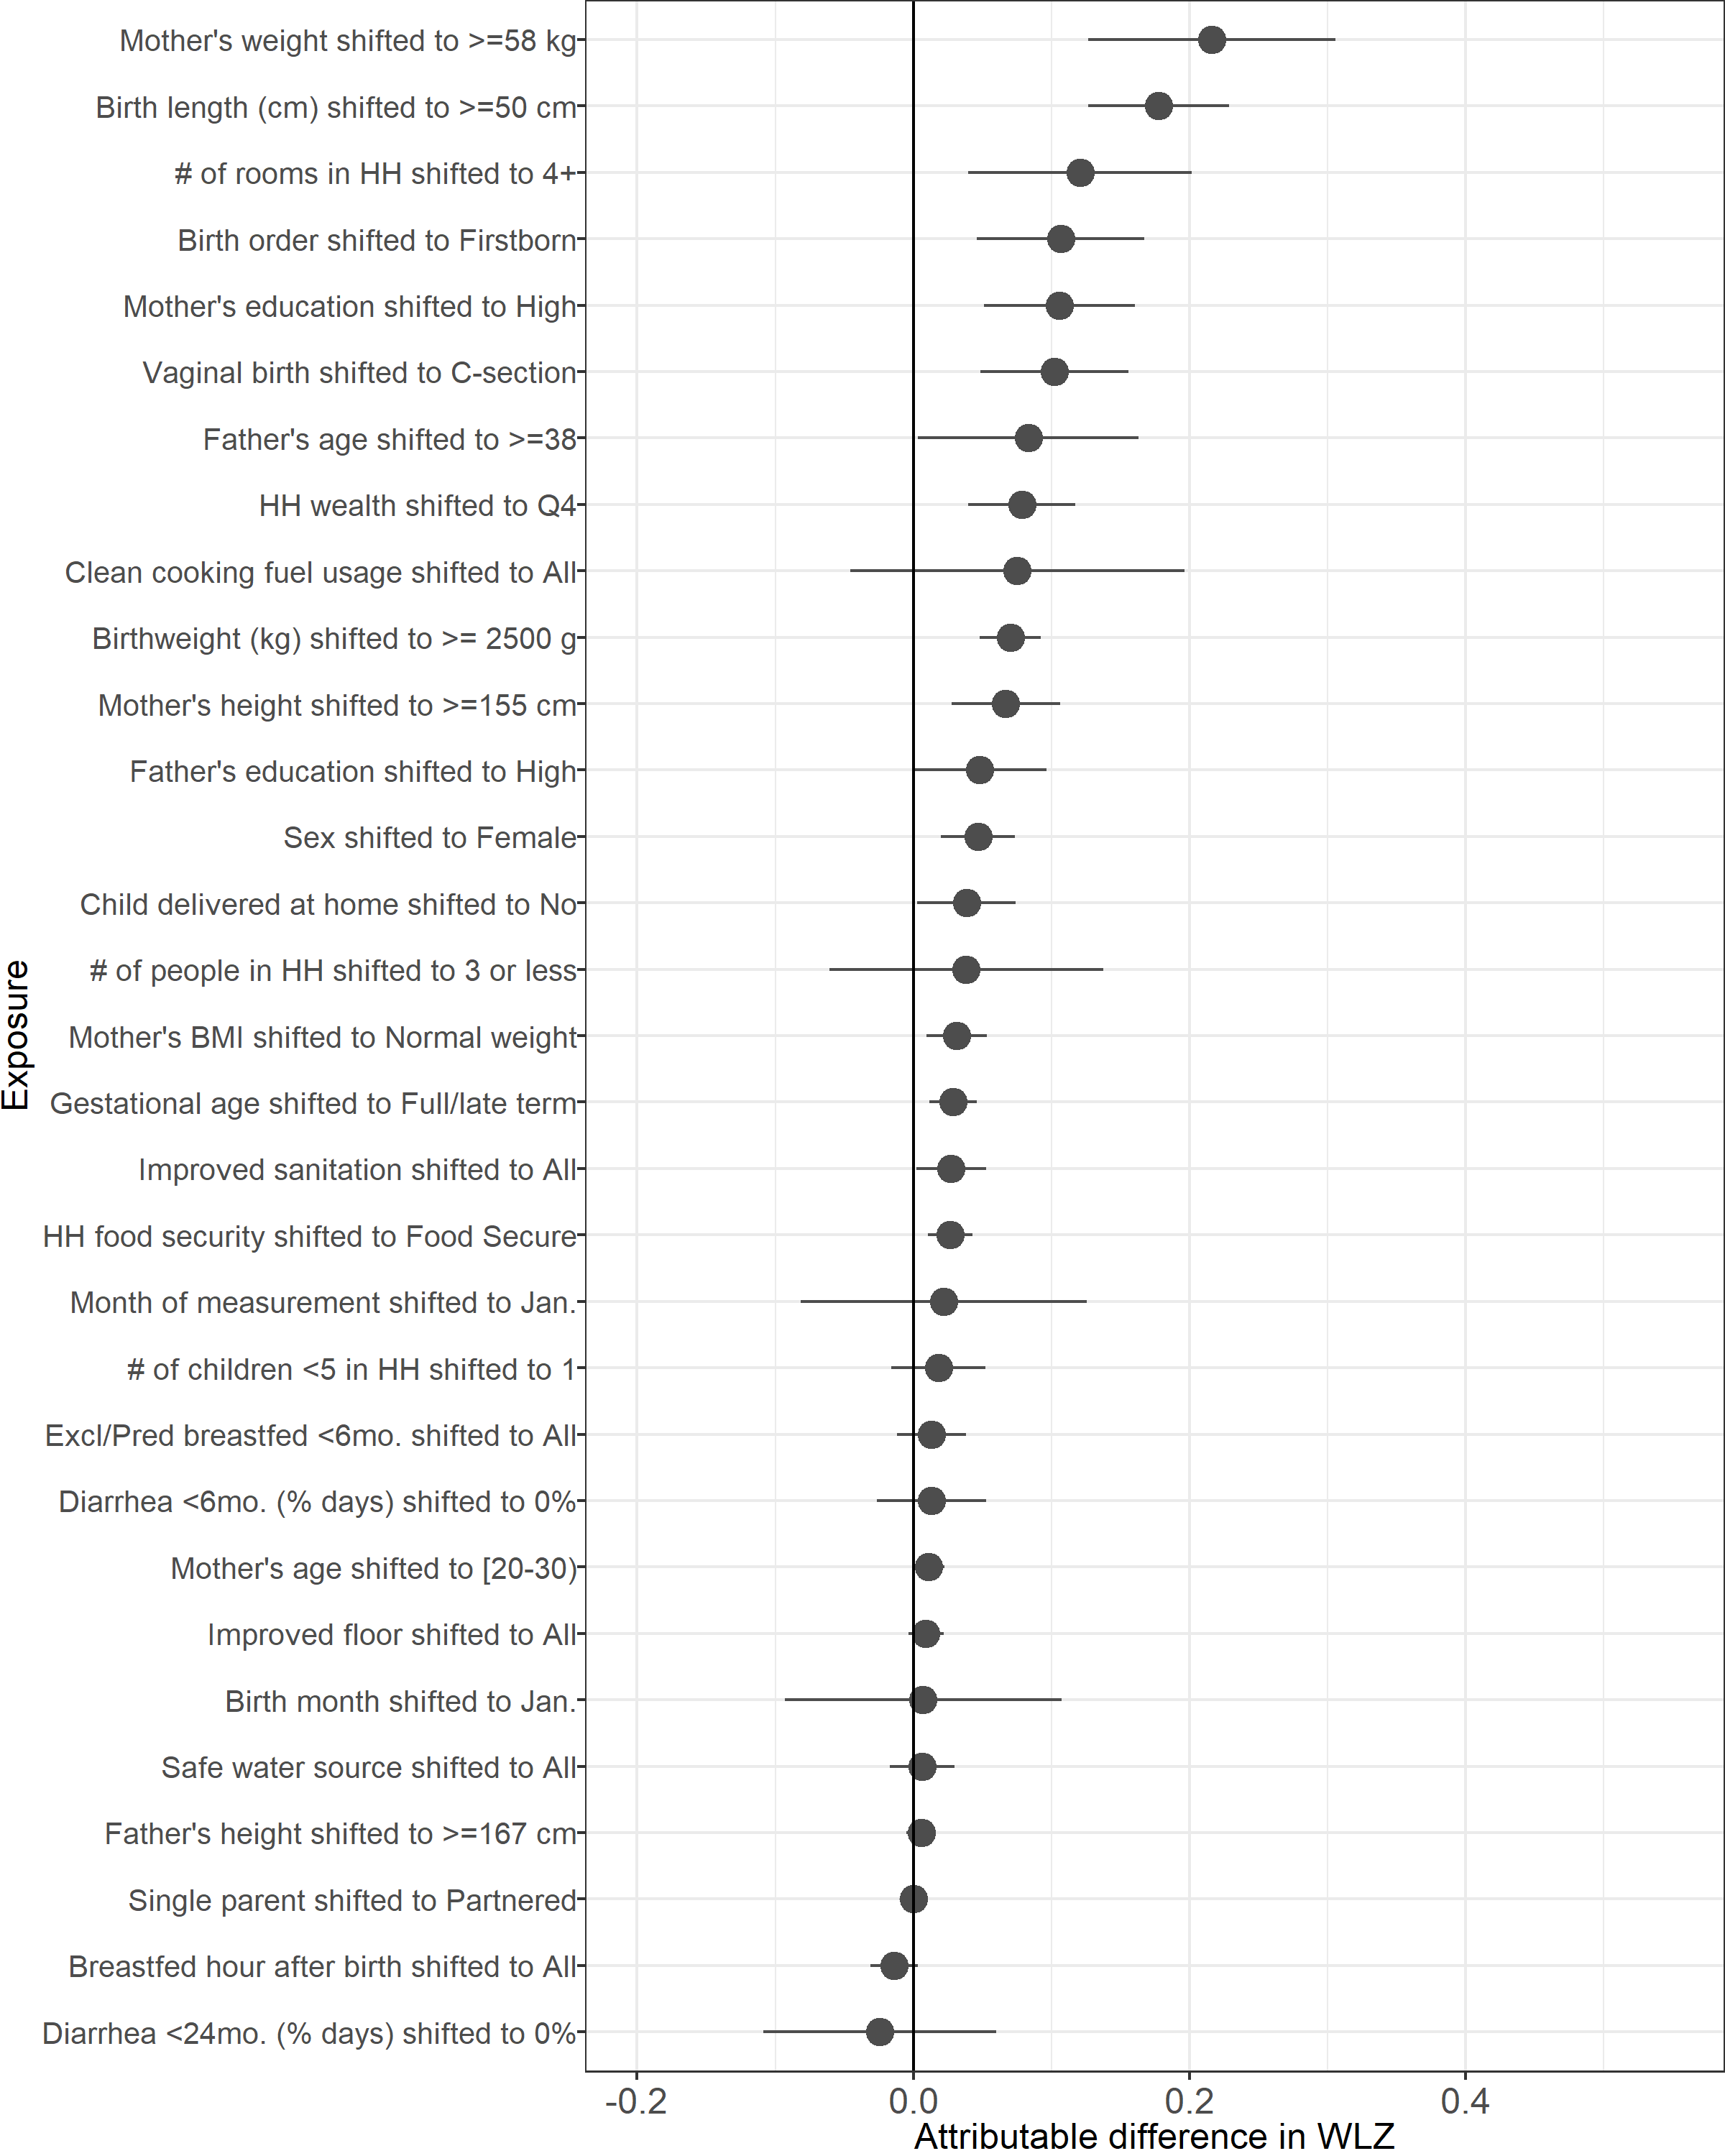 Mother's weight shifted to >=58 kg
Birth length (cm) shifted to >=50 cm
# of rooms in HH shifted to 4+
Birth order shifted to Firstborn
Mother's education shifted to High
Vaginal birth shifted to C-section
Father's age shifted to >=38
HH wealth shifted to Q4
Clean cooking fuel usage shifted to All
Birthweight (kg) shifted to >= 2500 g
Mother's height shifted to >=155 cm
Father's education shifted to High
Sex shifted to Female
Child delivered at home shifted to No
# of people in HH shifted to 3 or less
Mother's BMI shifted to Normal weight
Gestational age shifted to Full/late term
Improved sanitation shifted to All
HH food security shifted to Food Secure
Month of measurement shifted to Jan.
# of children <5 in HH shifted to 1
Excl/Pred breastfed <6mo. shifted to All
Diarrhea <6mo. (% days) shifted to 0%
Mother's age shifted to [20-30)
Improved floor shifted to All
Birth month shifted to Jan.
Safe water source shifted to All
Father's height shifted to >=167 cm
Single parent shifted to Partnered
Breastfed hour after birth shifted to All
Diarrhea <24mo. (% days) shifted to 0%
Exposure
-0.2 0.0 0.2 0.4
Attributable difference in WLZ